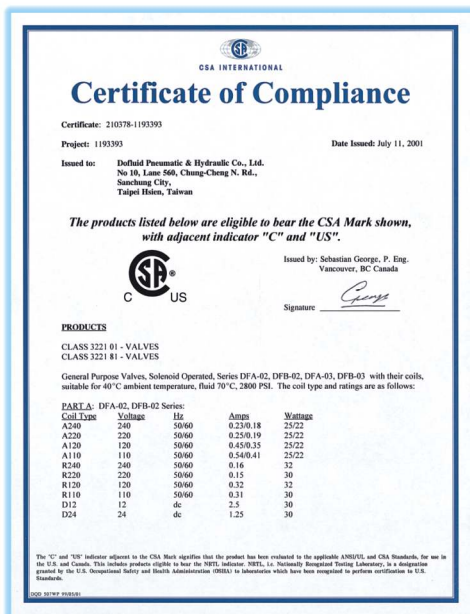 CSA INTERNATIONAL
Certificate of Compliance
Certificate: 210378-1193393
Project: 1193393 Date Issued: July 11, 2001
Issued to: Dofluid Pneumatic & Hydraulic Co., Ltd.
No 10, Lane 560, Chung-Cheng N. Rd.,
Sanchung City,
Taipei Hsien, Taiwan
The products listed below are eligible to bear the CSA Mark shown,
with adjacent indicator "C" and "US".
Issued by: Sebastian George, P. Eng.
Vancouver, BC Canada
C US
Signature
PRODUCTS
CLASS 3221 01 - VALVES
CLASS 3221 81 - VALVES
General Purpose Valves, Solenoid Operated, Series DFA-02, DFB-02, DFA-03, DFB-03 with their coils,
suitable for 40°C ambient temperature, fluid 70°C, 2800 PSI. The coil type and ratings are as follows:
PART A: DFA-02, DFB-02 Series:
Coil Type Voltage Hz Amps Wattage
A240 240 50/60 0.23/0.18 25/22
A220 220 50/60 0.25/0.19 25/22
A120 120 50/60 0.45/0.35 25/22
A110 110 50/60 0.54/0.41 25/22
R240 240 50/60 0.16 32
R220 220 50/60 0.15 30
R120 120 50/60 0.32 32
R110 110 50/60 0.31 30
D12 12 dc 2.5 30
D24 24 dc 1.25 30
The "C" and "US" indicator adjacent to the CSA Mark signifies that the product has been evaluated to the applicable ANSI/UL and CSA Standards, for use in
the U.S. and Canada. This includes products eligible to bear the NRTL indicator. NRTL, i.e. Nationally Recognized Testing Laboratory, is a designation
granted by the U.S. Occupational Safety and Health Administration (OSHA) to laboratories which have been recognized to perform certification to U.S.
Standards.